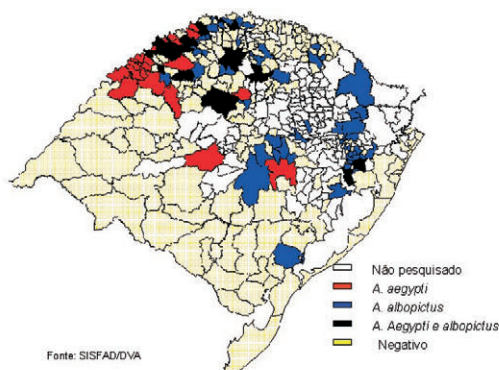 Não pesquisado
A. aegypti
A. albopictus
A. Aegypti e albopictus
Negativo
Fonte: SISFAD/DVA